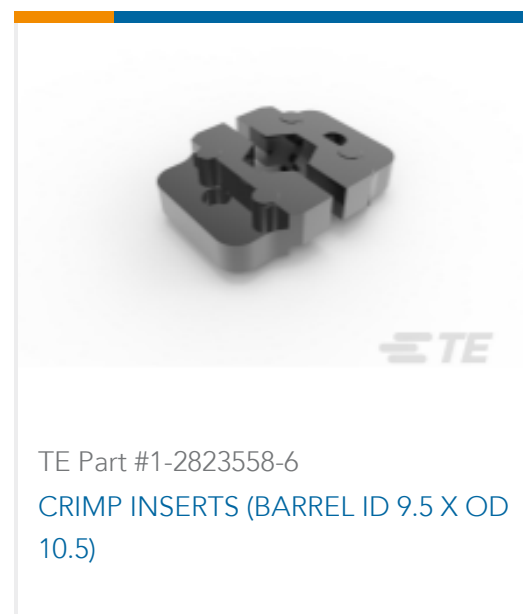 TE
TE Part #1-2823558-6
CRIMP INSERTS (BARREL ID 9.5 X OD
10.5)